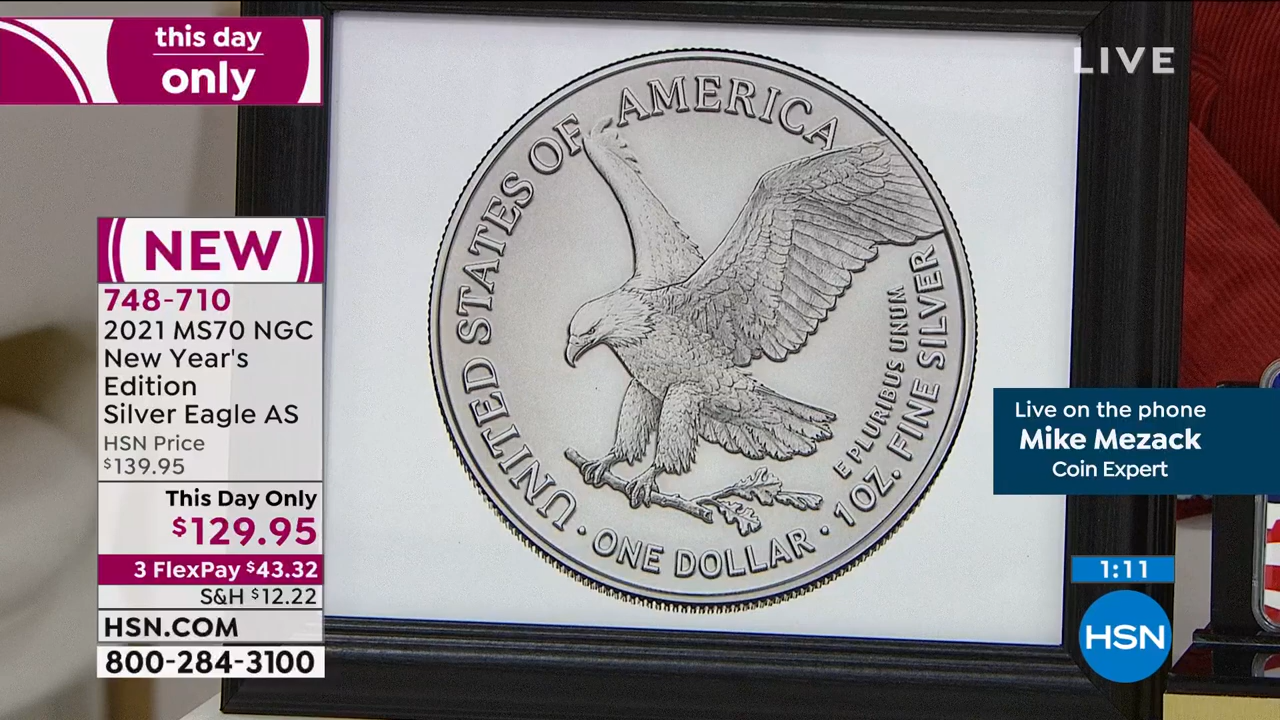 this day
only
NEW
748-710
2021 MS70 NGC
New Year's
Edition
Silver Eagle AS
HSN Price
$139.95
This Day Only
$129.95
3 FlexPay $43.32
S&H $12.22
HSN.COM
800-284-3100
UNITED STATES OF AMERICA
E PLURIBUS UNUM
1 OZ. FINE SILVER
· ONE DOLLAR ·
LIVE
Live on the phone
Mike Mezack
Coin Expert
1:11
HSN